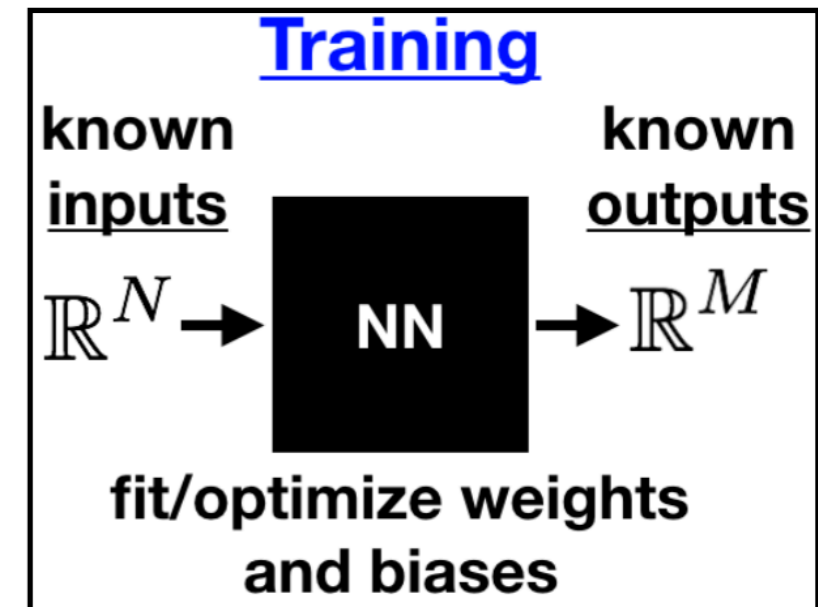 Training
known
inputs
known
outputs
ℝ^N
NN
ℝ^M
fit/optimize weights
and biases